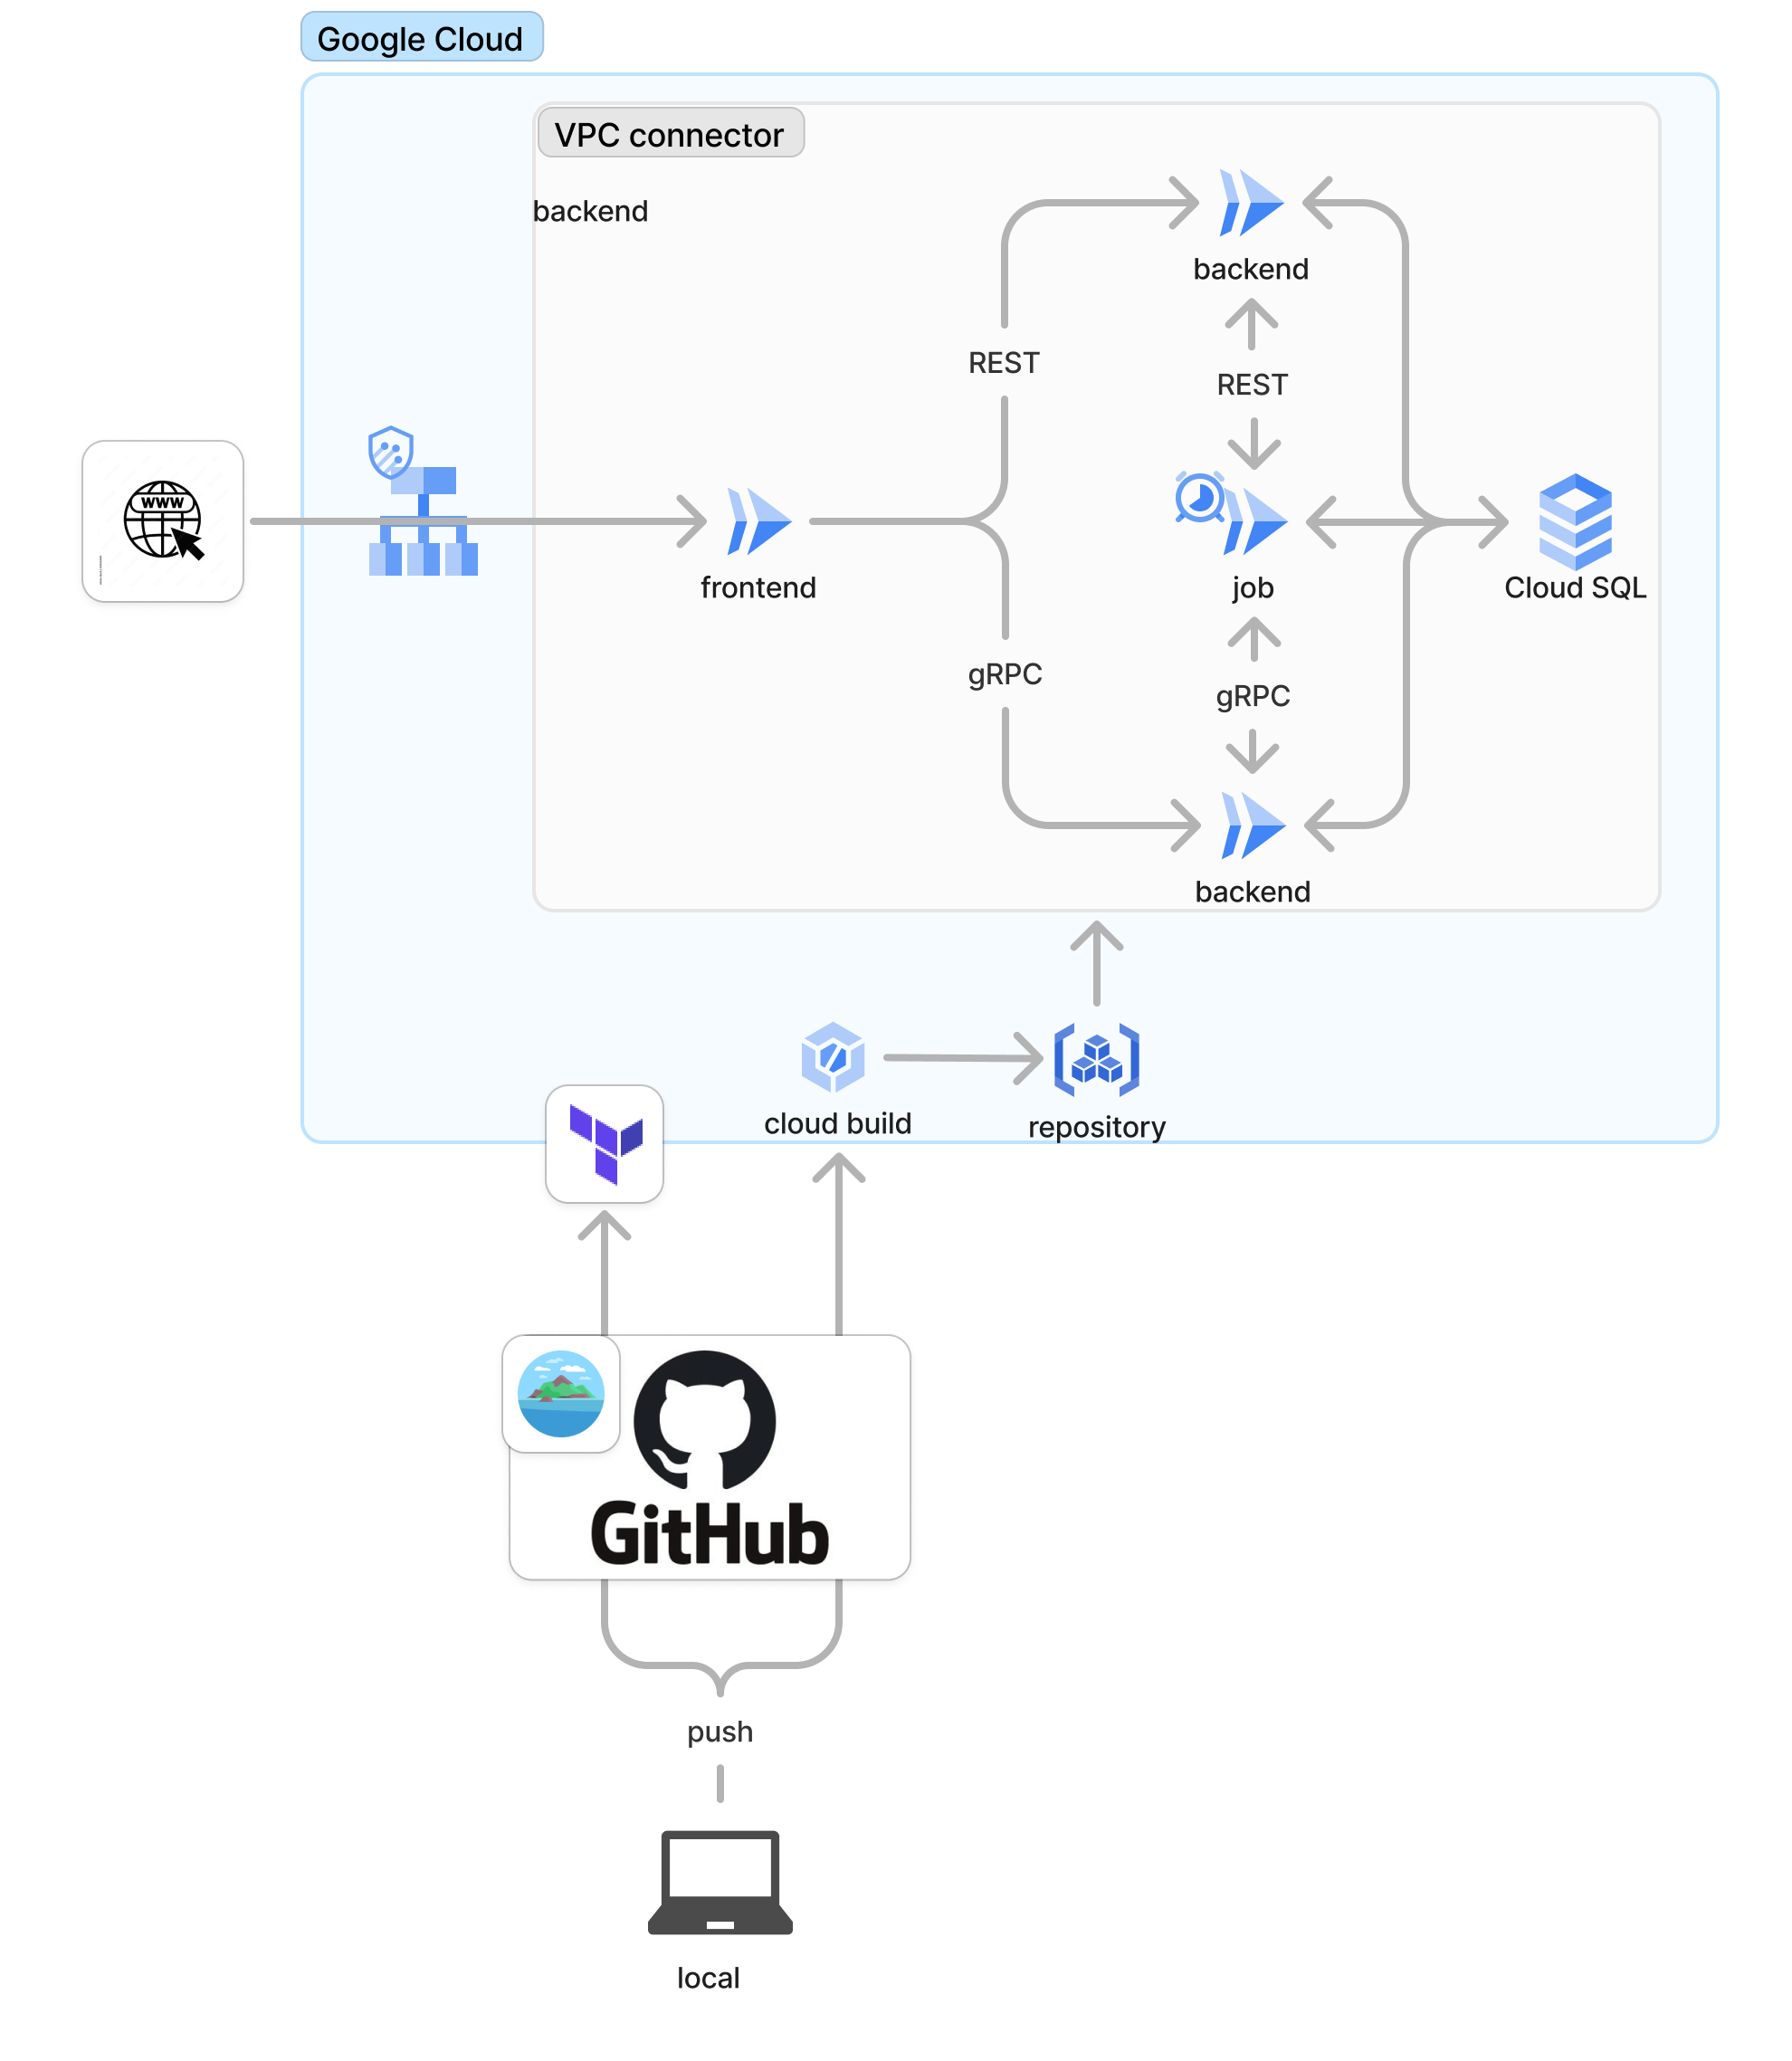 Google Cloud
VPC connector
backend
backend
REST
REST
www
frontend
job
Cloud SQL
gRPC
gRPC
backend
cloud build
repository
GitHub
push
local